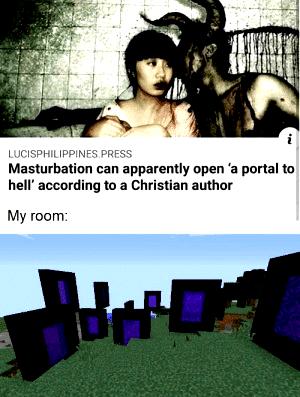 i
LUCISPHILIPPINES.PRESS
Masturbation can apparently open ‘a portal to
hell’ according to a Christian author
My room: